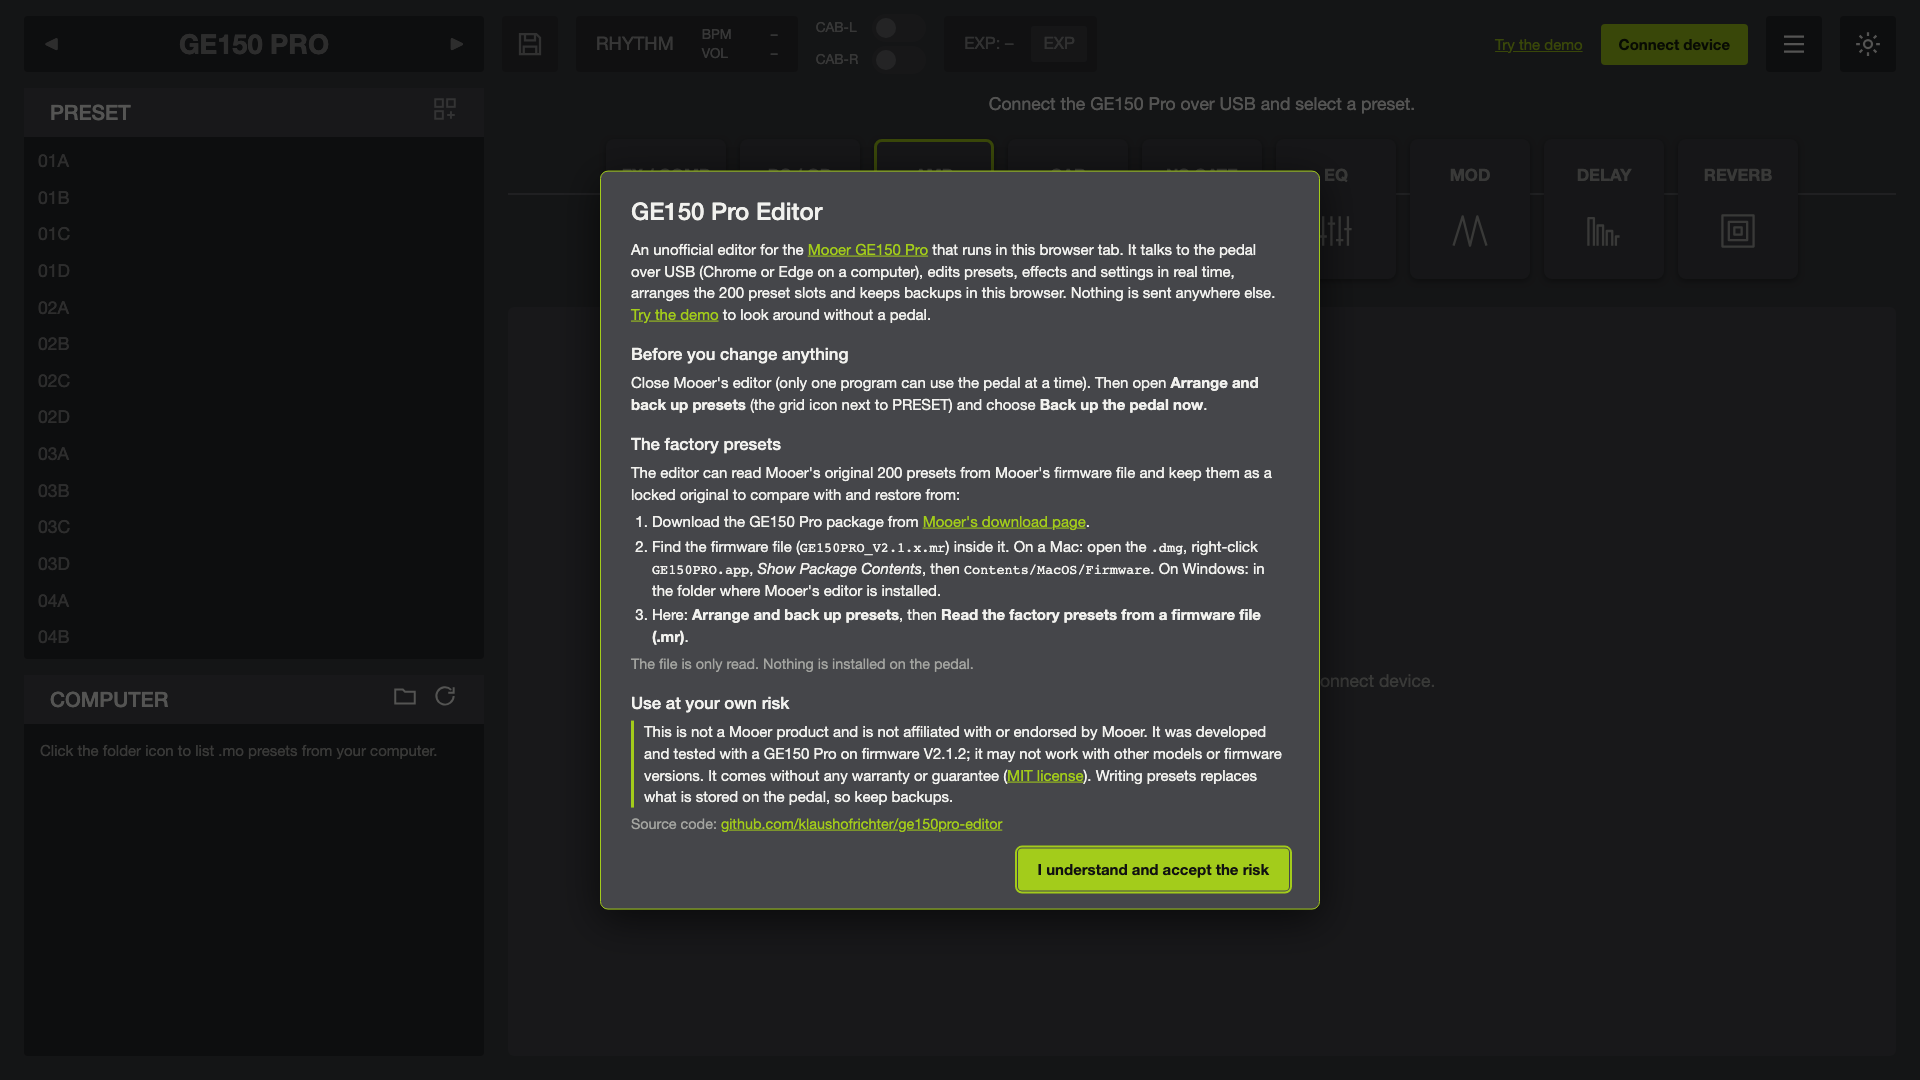 GE150 PRO
RHYTHM
BPM –
VOL –
CAB-L
CAB-R
EXP: –
EXP
Try the demo
Connect device
PRESET
01A
01B
01C
01D
02A
02B
02C
02D
03A
03B
03C
03D
04A
04B
COMPUTER
Click the folder icon to list .mo presets from your computer.
Connect the GE150 Pro over USB and select a preset.
EQ
MOD
DELAY
REVERB
onnect device.
GE150 Pro Editor
An unofficial editor for the Mooer GE150 Pro that runs in this browser tab. It talks to the pedal
over USB (Chrome or Edge on a computer), edits presets, effects and settings in real time,
arranges the 200 preset slots and keeps backups in this browser. Nothing is sent anywhere else.
Try the demo to look around without a pedal.
Before you change anything
Close Mooer's editor (only one program can use the pedal at a time). Then open Arrange and
back up presets (the grid icon next to PRESET) and choose Back up the pedal now.
The factory presets
The editor can read Mooer's original 200 presets from Mooer's firmware file and keep them as a
locked original to compare with and restore from:
1. Download the GE150 Pro package from Mooer's download page.
2. Find the firmware file (GE150PRO_V2.1.x.mr) inside it. On a Mac: open the .dmg, right-click
GE150PRO.app, Show Package Contents, then Contents/MacOS/Firmware. On Windows: in
the folder where Mooer's editor is installed.
3. Here: Arrange and back up presets, then Read the factory presets from a firmware file
(.mr).
The file is only read. Nothing is installed on the pedal.
Use at your own risk
This is not a Mooer product and is not affiliated with or endorsed by Mooer. It was developed
and tested with a GE150 Pro on firmware V2.1.2; it may not work with other models or firmware
versions. It comes without any warranty or guarantee (MIT license). Writing presets replaces
what is stored on the pedal, so keep backups.
Source code: github.com/klaushofrichter/ge150pro-editor
I understand and accept the risk